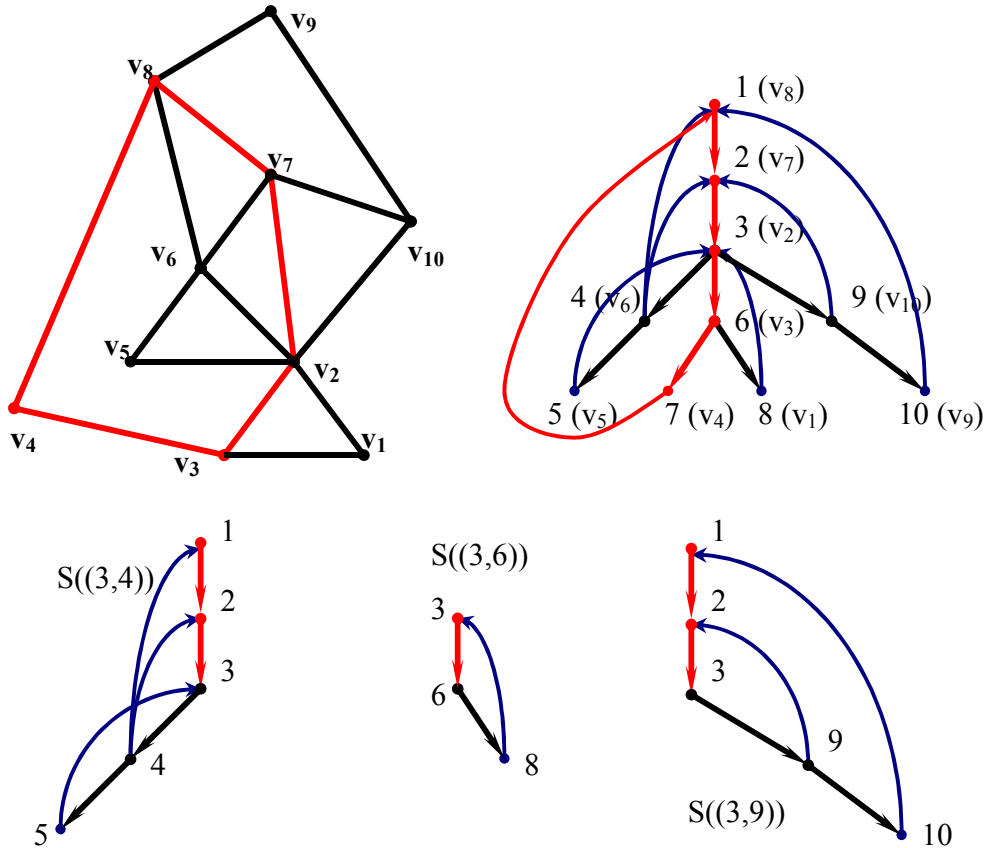 v₉
v₈
v₇
v₆
v₁₀
v₅
v₂
v₄
v₃
v₁
1 (v₈)
2 (v₇)
3 (v₂)
4 (v₆)
6 (v₃)
9 (v₁₀)
5 (v₅)
7 (v₄)
8 (v₁)
10 (v₉)
S((3,4))
1
2
3
4
5
S((3,6))
3
6
8
1
2
3
9
S((3,9))
10